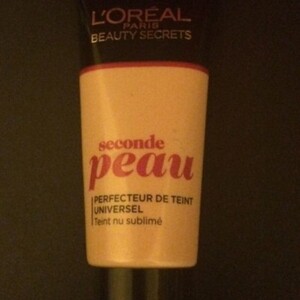 L'ORÉAL
PARIS
BEAUTY SECRETS
seconde
peau
PERFECTEUR DE TEINT
UNIVERSEL
Teint nu sublimé